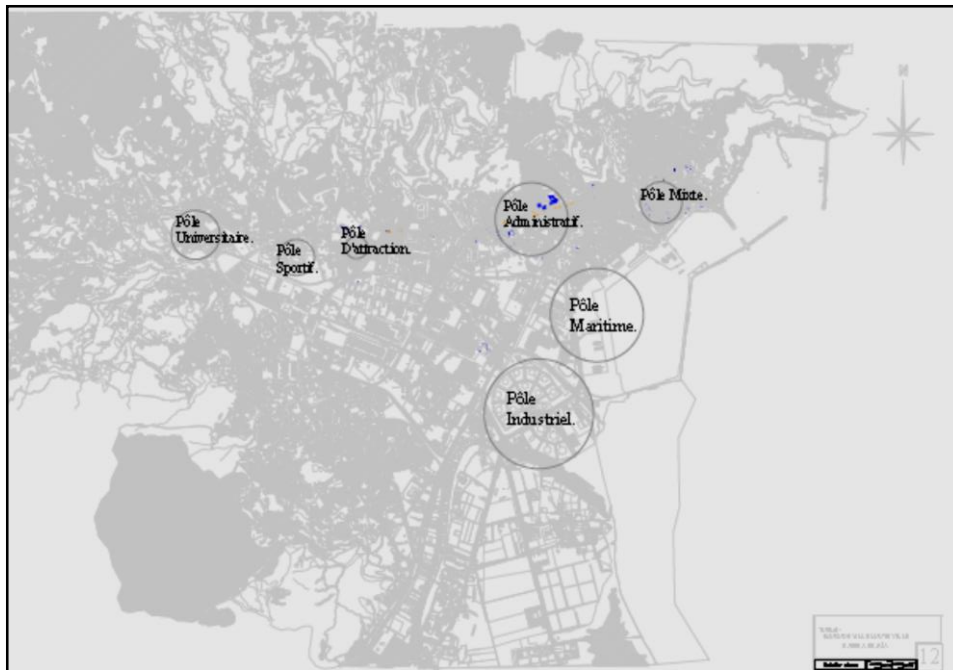 N
Pôle Mixte.
Pôle
Administratif.
Pôle
Universitaire.
Pôle
D'attraction.
Pôle
Sportif.
Pôle
Maritime.
Pôle
Industriel.
12